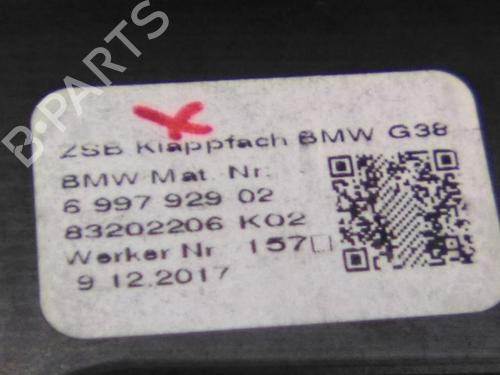 B-PARTS
ZSB Klappfach BMW G38
BMW Mat. Nr.
6 997 929 02
83202206 K02
Werker Nr 157□
9.12.2017